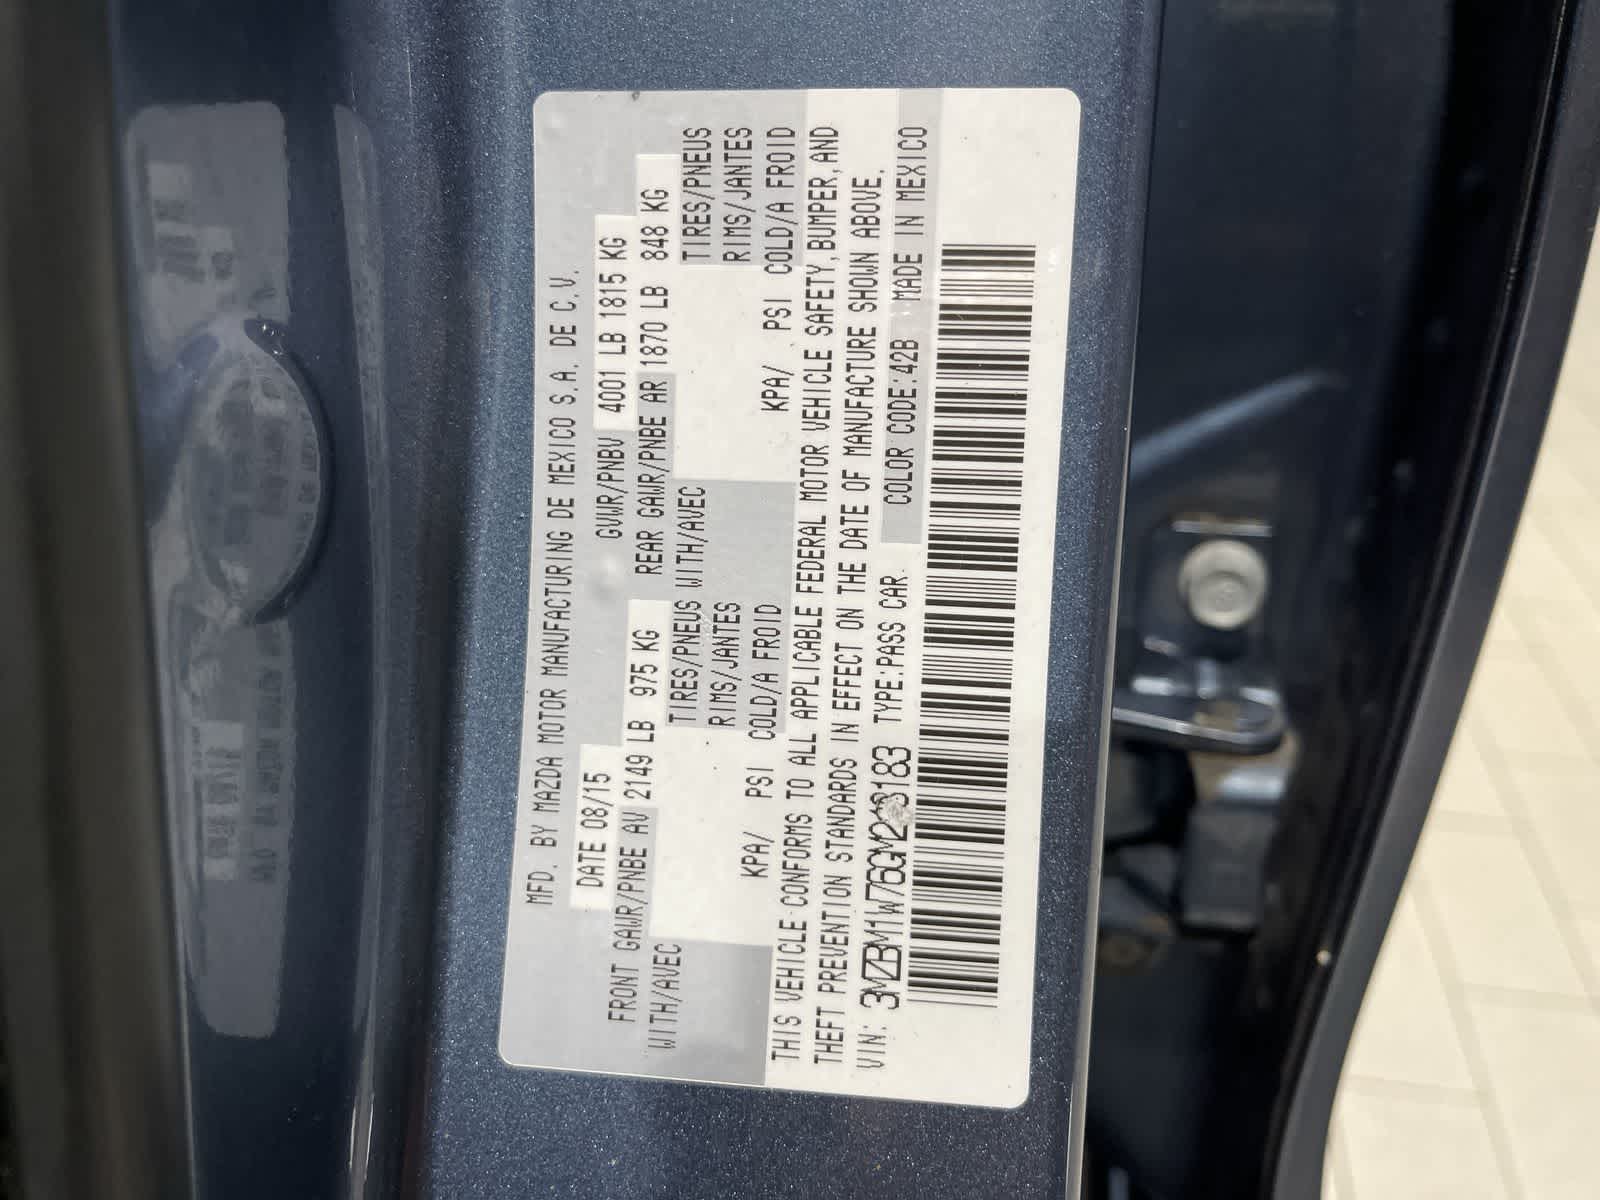 MFD. BY MAZDA MOTOR MANUFACTURING DE MEXICO S.A. DE C.V.
DATE 08/15 GVWR/PNBV 4001 LB 1815 KG
FRONT GAWR/PNBE AV 2149 LB 975 KG REAR GAWR/PNBE AR 1870 LB 848 KG
WITH/AVEC TIRES/PNEUS WITH/AVEC TIRES/PNEUS
RIMS/JANTES RIMS/JANTES
KPA/ PSI COLD/A FROID KPA/ PSI COLD/A FROID
THIS VEHICLE CONFORMS TO ALL APPLICABLE FEDERAL MOTOR VEHICLE SAFETY, BUMPER, AND
THEFT PREVENTION STANDARDS IN EFFECT ON THE DATE OF MANUFACTURE SHOWN ABOVE.
VIN: TYPE:PASS CAR COLOR CODE:42B MADE IN MEXICO